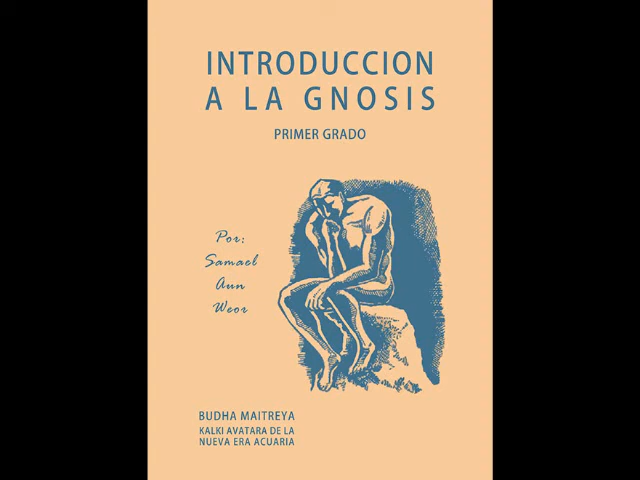 INTRODUCCION
A LA GNOSIS
PRIMER GRADO
Por:
Samael
Aun
Weor
BUDHA MAITREYA
KALKI AVATARA DE LA
NUEVA ERA ACUARIA